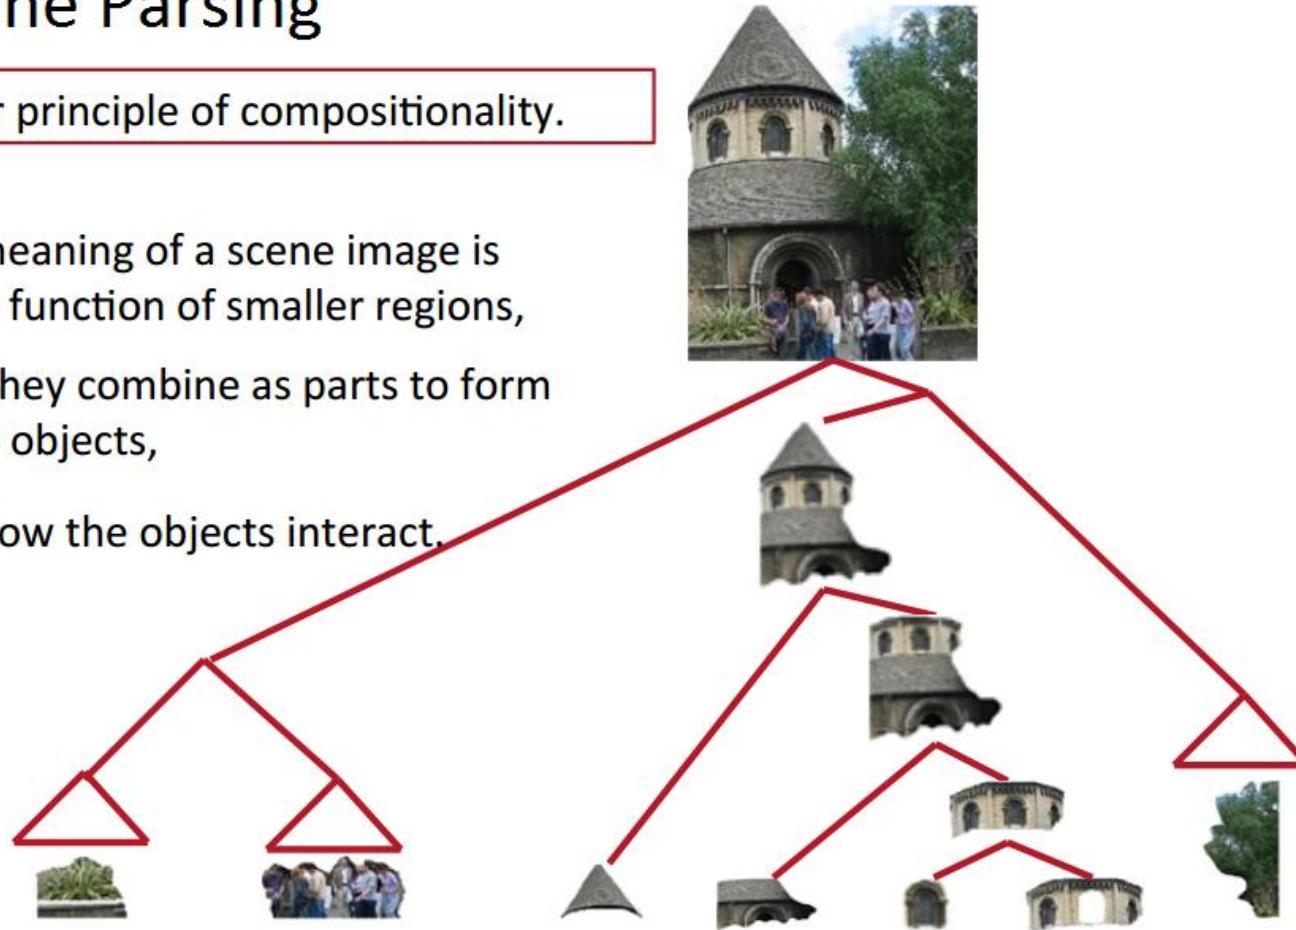 ne Parsing
r principle of compositionality.
neaning of a scene image is
function of smaller regions,
hey combine as parts to form
objects,
ow the objects interact.